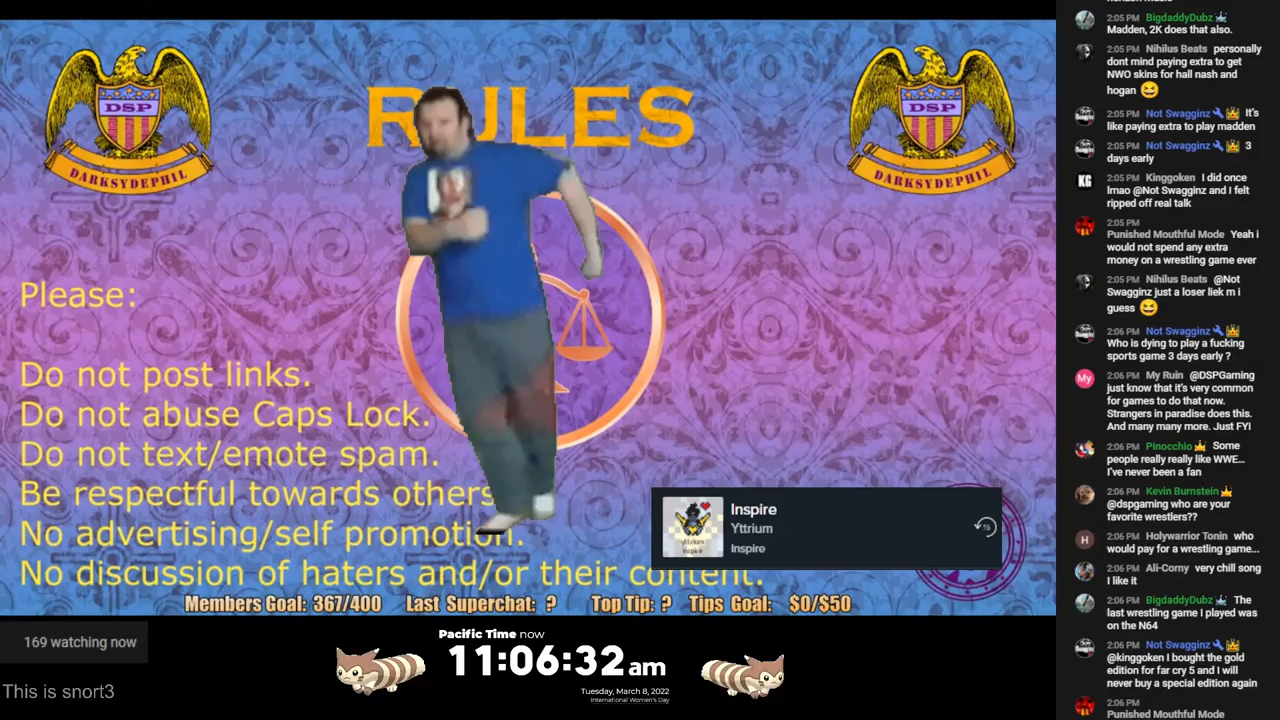 RULES
DSP
DARKSYDEPHIL
DSP
DARKSYDEPHIL
Please:
Do not post links.
Do not abuse Caps Lock.
Do not text/emote spam.
Be respectful towards others
No advertising/self promotion.
No discussion of haters and/or their content.
Inspire
Yttrium
Inspire
15
yttrium
inspire
Members Goal: 367/400 Last Superchat: ? Top Tip: ? Tips Goal: $0/$50
169 watching now
This is snort3
Pacific Time now
11:06:32 am
Tuesday, March 8, 2022
International Women's Day
2:05 PM BigdaddyDubz
Madden, 2K does that also.
2:05 PM Nihilus Beats personally
dont mind paying extra to get
NWO skins for hall nash and
hogan
2:05 PM Not Swagginz It's
like paying extra to play madden
2:05 PM Not Swagginz 3
days early
KG
2:05 PM Kinggoken I did once
lmao @Not Swagginz and I felt
ripped off real talk
2:05 PM
Punished Mouthful Mode Yeah i
would not spend any extra
money on a wrestling game ever
2:05 PM Nihilus Beats @Not
Swagginz just a loser liek m i
guess
2:06 PM Not Swagginz
Who is dying to play a fucking
sports game 3 days early ?
My
2:06 PM My Ruin @DSPGaming
just know that it's very common
for games to do that now.
Strangers in paradise does this.
And many many more. Just FYI
2:06 PM Pinocchio Some
people really really like WWE...
I've never been a fan
2:06 PM Kevin Burnstein
@dspgaming who are your
favorite wrestlers??
H
2:06 PM Holywarrior Tonin who
would pay for a wrestling game...
2:06 PM Ali-Corny very chill song
I like it
2:06 PM BigdaddyDubz The
last wrestling game I played was
on the N64
2:06 PM Not Swagginz
@kinggoken I bought the gold
edition for far cry 5 and I will
never buy a special edition again
2:06 PM
Punished Mouthful Mode